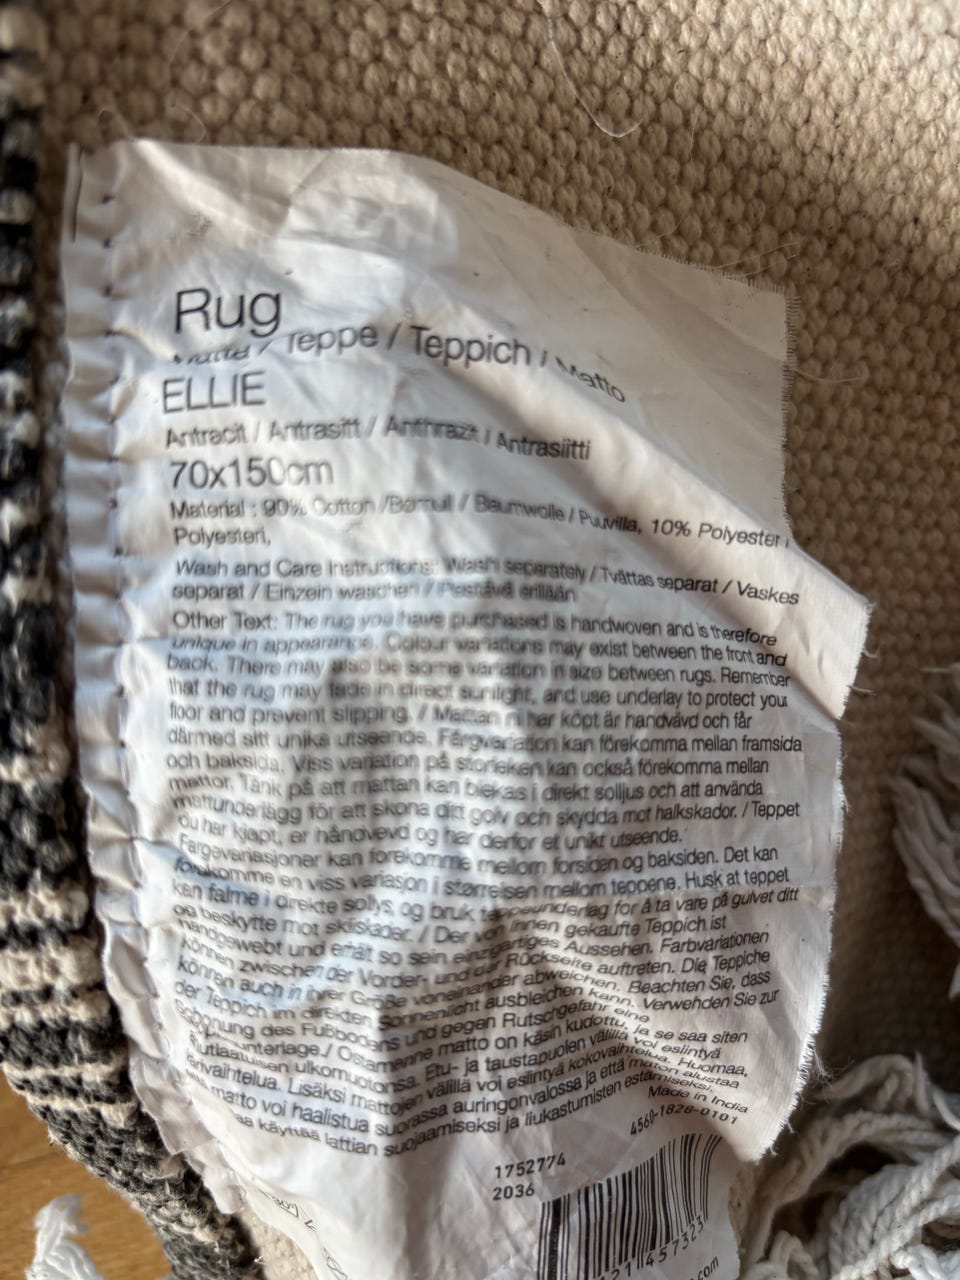 Rug
Teppe / Teppich / Matto
ELLIE
Antracit / Antrasitt / Anthrazit / Antrasiitti
70x150cm
Material : 90% Cotton /Bomull / Baumwolle / Puuvilla, 10% Polyester /
Polyesteri,
Wash and Care Instructions: Wash separately / Tvättas separat / Vaskes
separat / Einzeln waschen / Pestävä erillään
Other Text: The rug you have purchased is handwoven and is therefore
unique in appearance. Colour variations may exist between the front and
back. There may also be some variation in size between rugs. Remember
that the rug may fade in direct sunlight, and use underlay to protect your
floor and prevent slipping. / Mattan ni har köpt är handvävd och får
därmed sitt unika utseende. Färgvariation kan förekomma mellan framsida
och baksida. Viss variation på storleken kan också förekomma mellan
mattor. Tänk på att mattan kan blekas i direkt solljus och att använda
mattunderlägg för att skona ditt golv och skydda mot halkskador. / Teppet
du har kjøpt, er håndvevd og har derfor et unikt utseende.
Fargevariasjoner kan forekomme mellom forsiden og baksiden. Det kan
forekomme en viss variasjon i størrelsen mellom teppene. Husk at teppet
kan falme i direkte sollys, og bruk teppeunderlag for å ta vare på gulvet ditt
og beskytte mot skliskader. / Der von Ihnen gekaufte Teppich ist
handgewebt und erhält so sein einzigartiges Aussehen. Farbvariationen
können zwischen der Vorder- und der Rückseite auftreten. Die Teppiche
können auch in ihrer Größe voneinander abweichen. Beachten Sie, dass
der Teppich im direkten Sonnenlicht ausbleichen kann. Verwehden Sie zur
Schonung des Fußbodens und gegen Rutschgefahr eine
/ Ostamanne matto on käsin kudottu, ja se saa siten
ulkomuotonsa. Etu- ja taustapuolen välillä voi esiintyä
värivaihtelua. Lisäksi mattojen välillä voi esiintyä kokovaihtelua. Huomaa,
matto voi haalistua suorassa auringonvalossa ja että maton alustaa
käyttää lattian suojaamiseksi ja liukastumisten estämiseksi.
Made in India
4560-1828-0101
1752774
2036